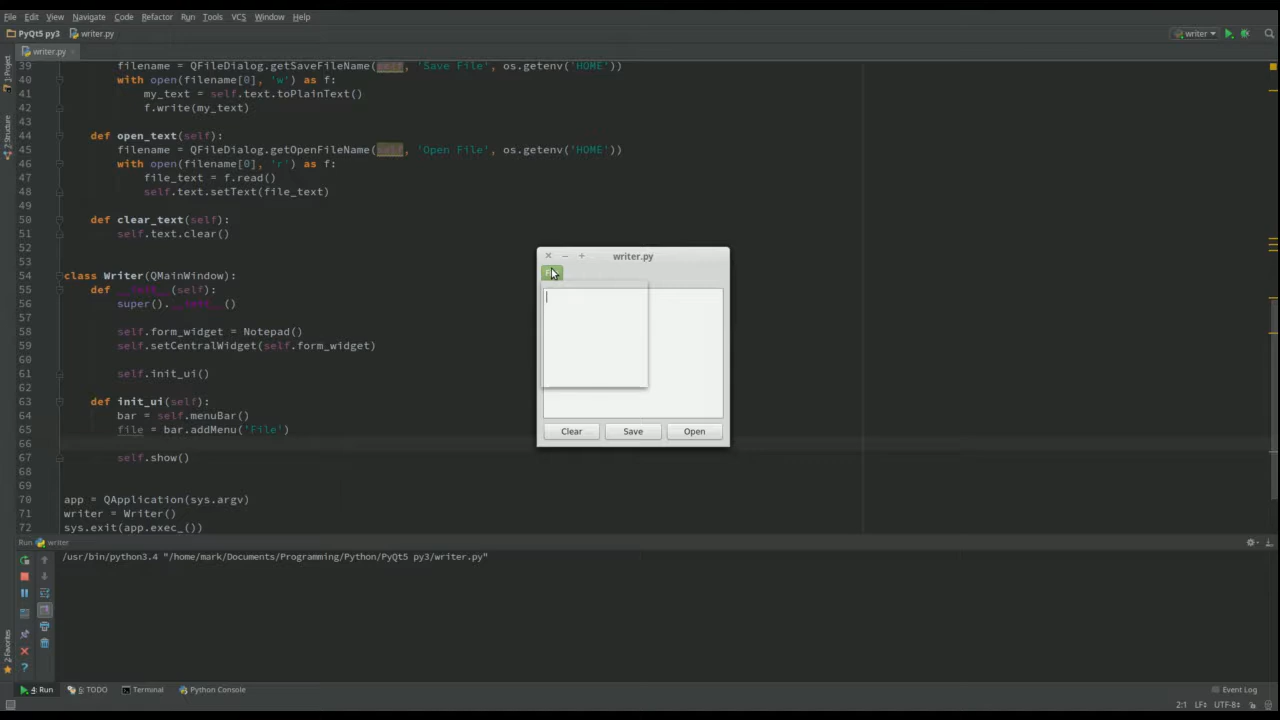 File Edit View Navigate Code Refactor Run Tools VCS Window Help
PyQt5 py3 writer.py writer
writer.py
1: Project
7: Structure
2: Favorites
39 filename = QFileDialog.getSaveFileName(self, 'Save File', os.getenv('HOME'))
40 with open(filename[0], 'w') as f:
41 my_text = self.text.toPlainText()
42 f.write(my_text)
43
44 def open_text(self):
45 filename = QFileDialog.getOpenFileName(self, 'Open File', os.getenv('HOME'))
46 with open(filename[0], 'r') as f:
47 file_text = f.read()
48 self.text.setText(file_text)
49
50 def clear_text(self):
51 self.text.clear()
52
53
54 class Writer(QMainWindow):
55 def __init__(self):
56 super().__init__()
57
58 self.form_widget = Notepad()
59 self.setCentralWidget(self.form_widget)
60
61 self.init_ui()
62
63 def init_ui(self):
64 bar = self.menuBar()
65 file = bar.addMenu('File')
66
67 self.show()
68
69
70 app = QApplication(sys.argv)
71 writer = Writer()
72 sys.exit(app.exec_())
writer.py
Clear Save Open
Run writer
/usr/bin/python3.4 "/home/mark/Documents/Programming/Python/PyQt5 py3/writer.py"
4: Run 6: TODO Terminal Python Console Event Log
2:1 LF UTF-8